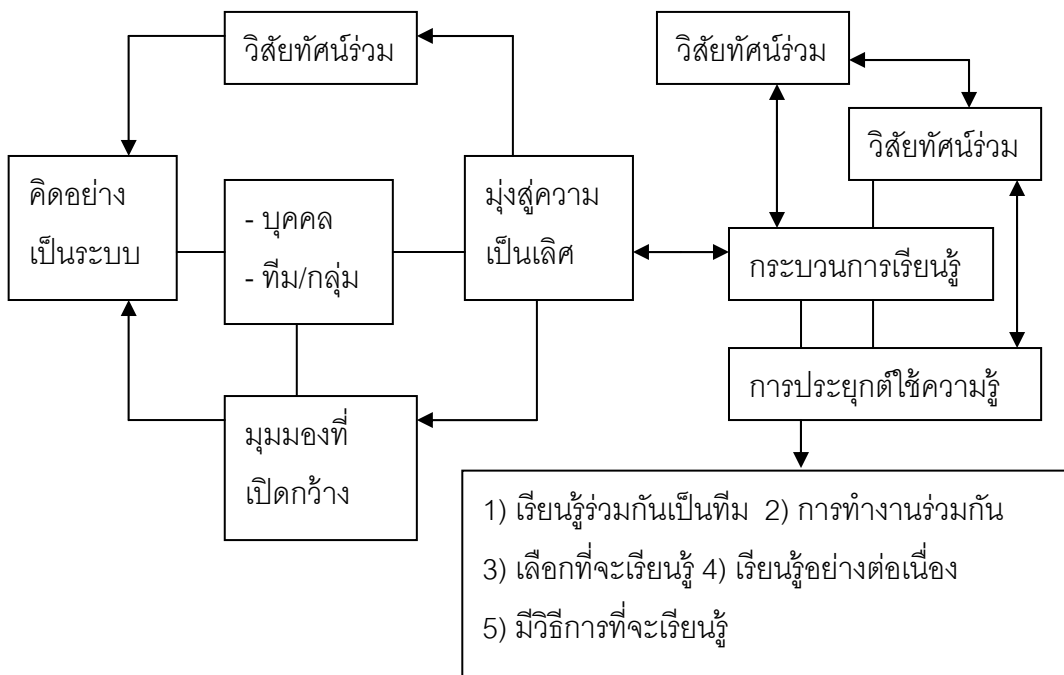 วิสัยทัศน์ร่วม
วิสัยทัศน์ร่วม
วิสัยทัศน์ร่วม
คิดอย่าง
เป็นระบบ
- บุคคล
- ทีม/กลุ่ม
มุ่งสู่ความ
เป็นเลิศ
กระบวนการเรียนรู้
การประยุกต์ใช้ความรู้
มุมมองที่
เปิดกว้าง
1) เรียนรู้ร่วมกันเป็นทีม 2) การทำงานร่วมกัน
3) เลือกที่จะเรียนรู้ 4) เรียนรู้อย่างต่อเนื่อง
5) มีวิธีการที่จะเรียนรู้